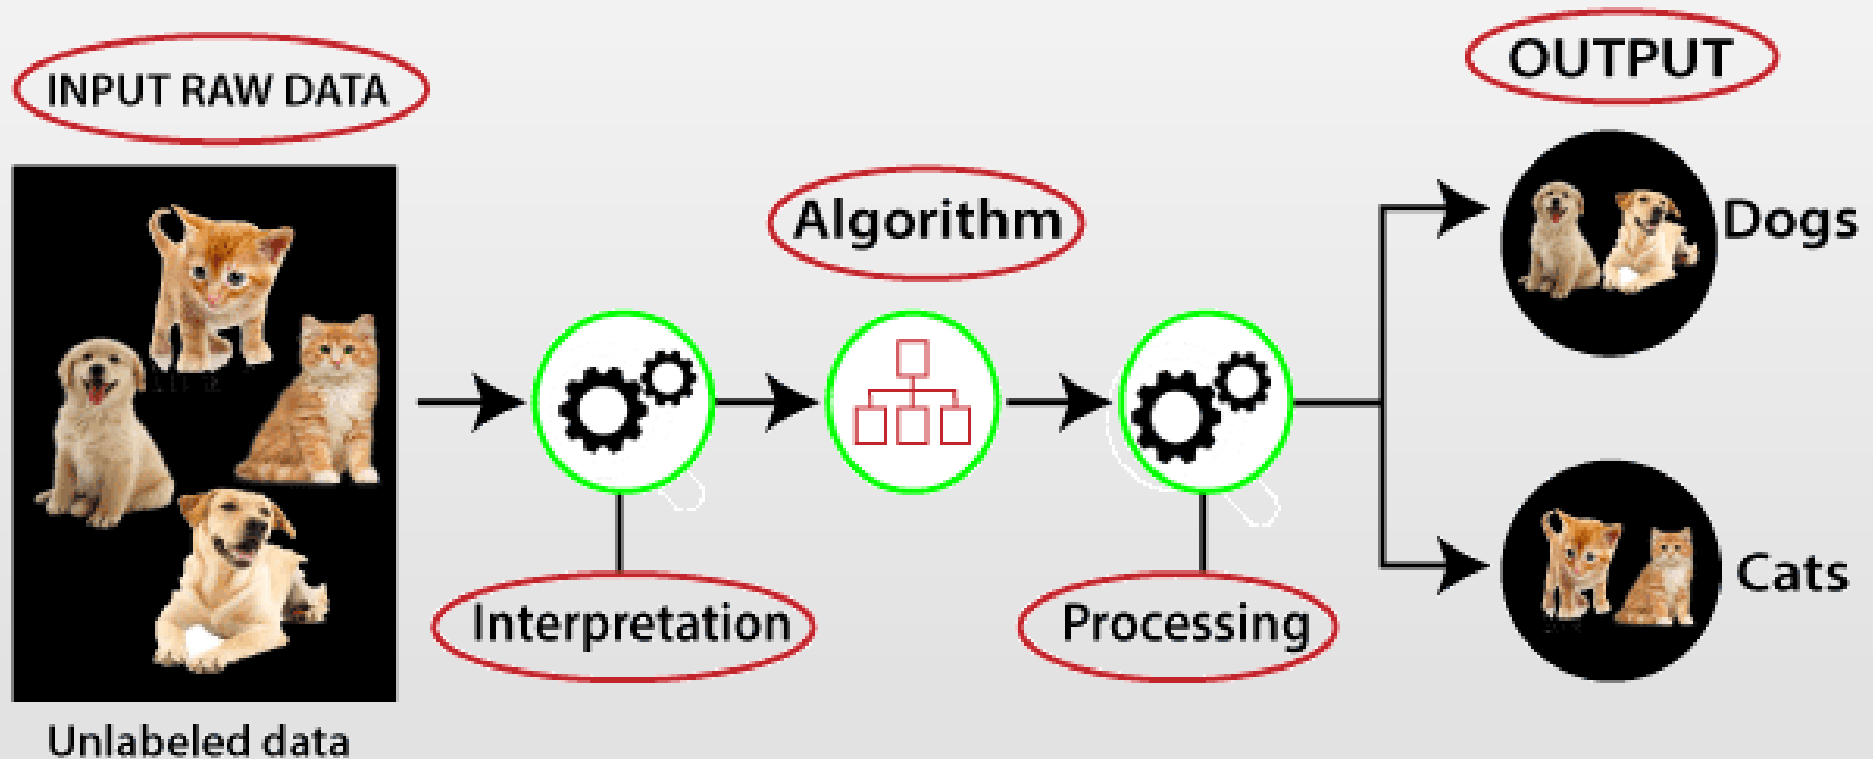 INPUT RAW DATA
Unlabeled data
Interpretation
Algorithm
Processing
OUTPUT
Dogs
Cats